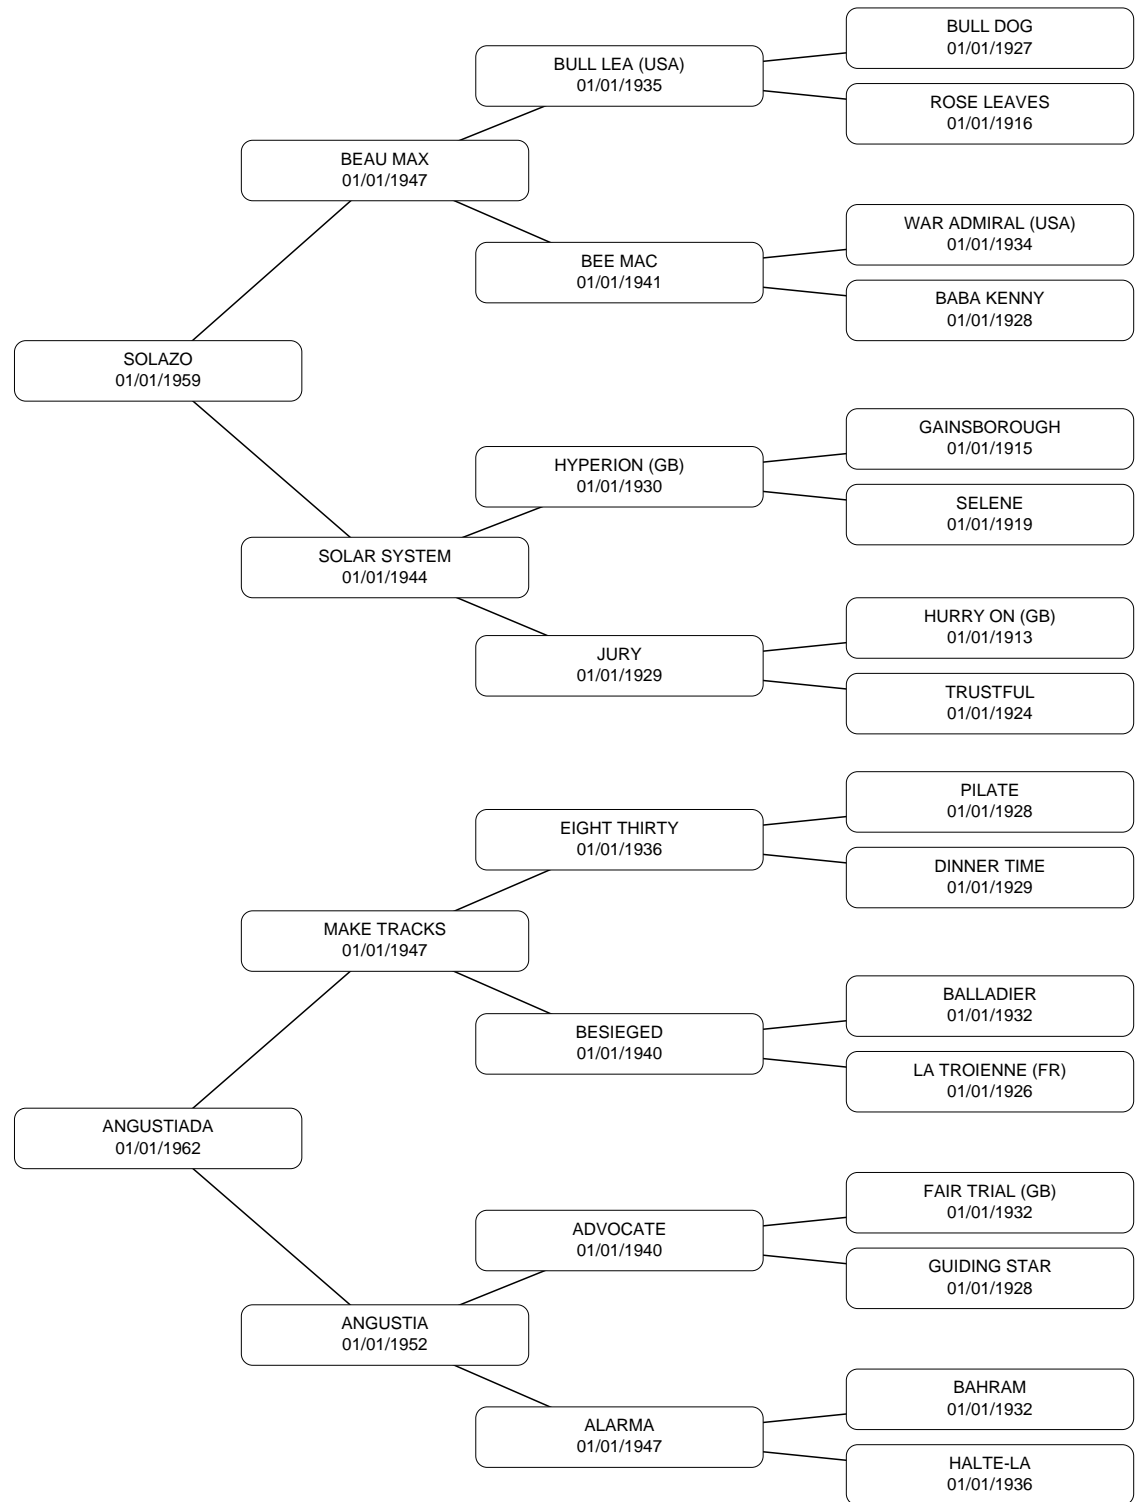 BULL DOG
01/01/1927
BULL LEA (USA)
01/01/1935
ROSE LEAVES
01/01/1916
BEAU MAX
01/01/1947
WAR ADMIRAL (USA)
01/01/1934
BEE MAC
01/01/1941
BABA KENNY
01/01/1928
SOLAZO
01/01/1959
GAINSBOROUGH
01/01/1915
HYPERION (GB)
01/01/1930
SELENE
01/01/1919
SOLAR SYSTEM
01/01/1944
HURRY ON (GB)
01/01/1913
JURY
01/01/1929
TRUSTFUL
01/01/1924
PILATE
01/01/1928
EIGHT THIRTY
01/01/1936
DINNER TIME
01/01/1929
MAKE TRACKS
01/01/1947
BALLADIER
01/01/1932
BESIEGED
01/01/1940
LA TROIENNE (FR)
01/01/1926
ANGUSTIADA
01/01/1962
FAIR TRIAL (GB)
01/01/1932
ADVOCATE
01/01/1940
GUIDING STAR
01/01/1928
ANGUSTIA
01/01/1952
BAHRAM
01/01/1932
ALARMA
01/01/1947
HALTE-LA
01/01/1936